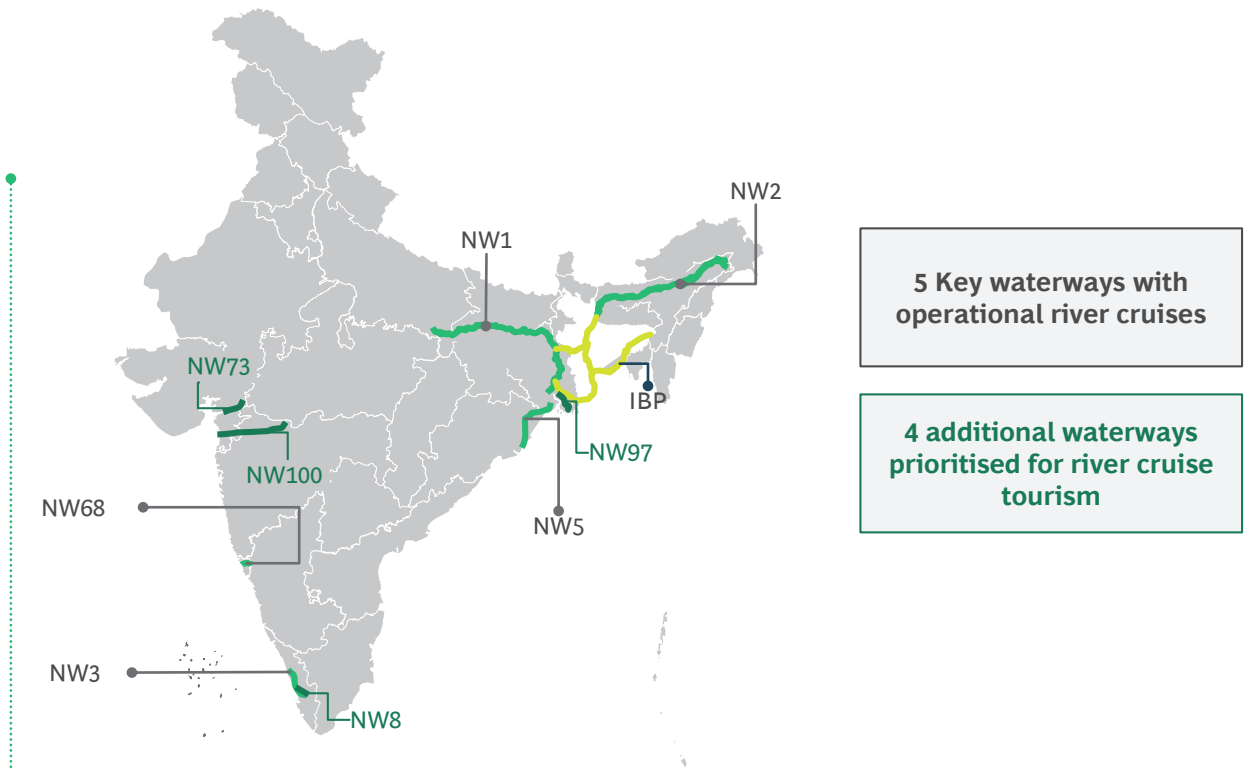 NW2
NW1
NW73
IBP
NW97
NW100
NW68
NW5
NW3
NW8
5 Key waterways with
operational river cruises
4 additional waterways
prioritised for river cruise
tourism